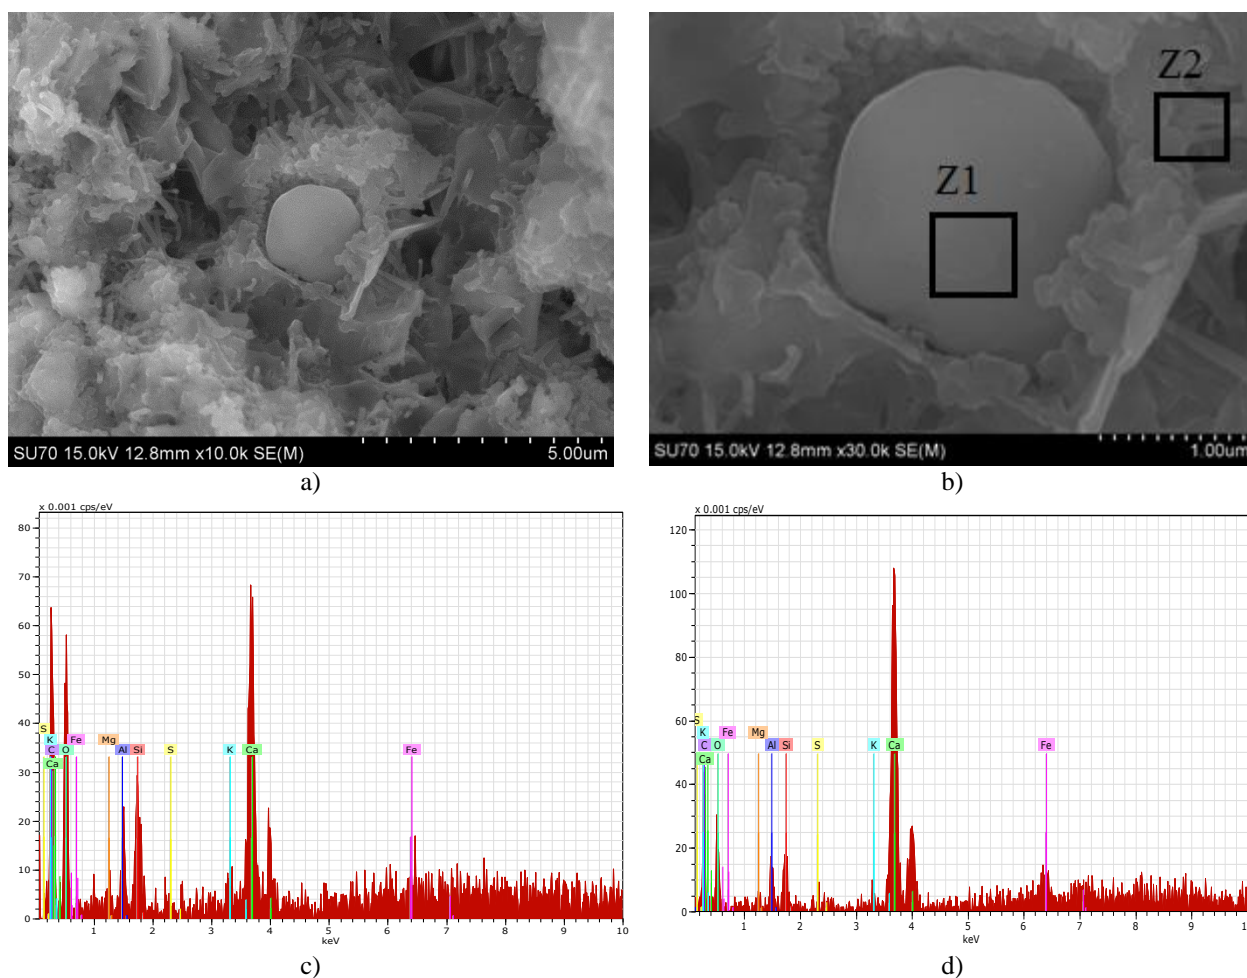 Z2
Z1
SU70 15.0kV 12.8mm x10.0k SE(M) 5.00um
SU70 15.0kV 12.8mm x30.0k SE(M) 1.00um
a)
b)
x 0.001 cps/eV
80
70
60
50
40
30
20
10
0
S
K Fe Mg
C O Al Si S K Ca Fe
Ca
1 2 3 4 5 6 7 8 9 10
keV
c)
x 0.001 cps/eV
120
100
80
60
40
20
0
S
K Fe Mg
C O Al Si S K Ca Fe
Ca
1 2 3 4 5 6 7 8 9
keV
d)